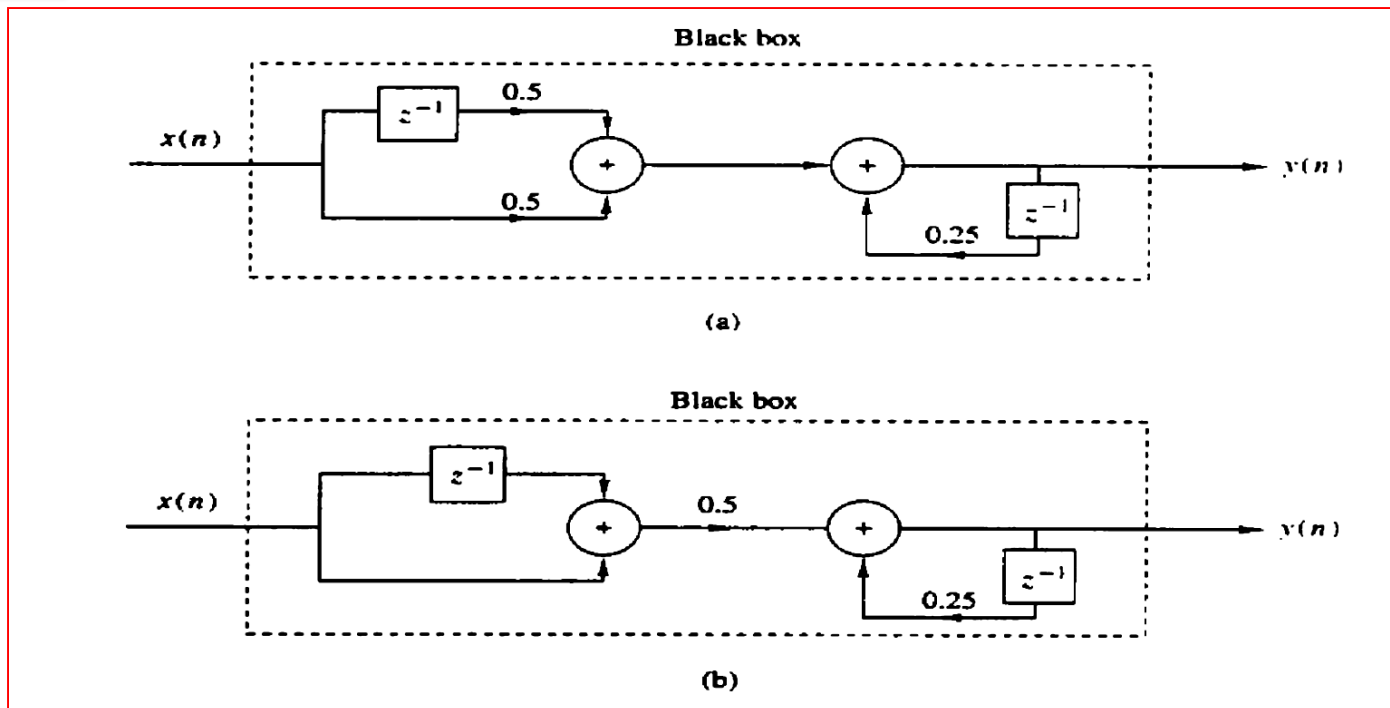 Black box
0.5
z⁻¹
x(n)
+
+
y(n)
0.5
z⁻¹
0.25
(a)
Black box
z⁻¹
x(n)
0.5
+
+
y(n)
z⁻¹
0.25
(b)